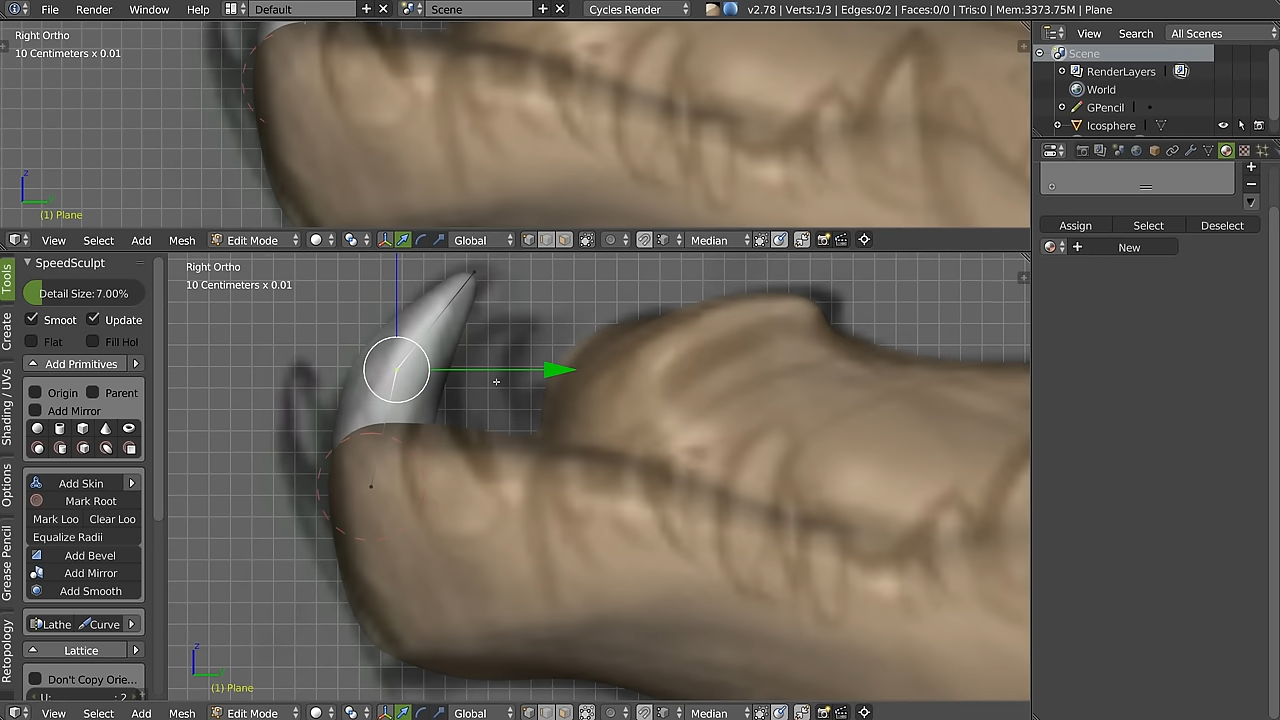 File Render Window Help Default Scene Cycles Render v2.78 | Verts:1/3 | Edges:0/2 | Faces:0/0 | Tris:0 | Mem:3373.75M | Plane
Right Ortho
10 Centimeters x 0.01
z
(1) Plane
View Select Add Mesh Edit Mode Global Median
View Search All Scenes
Scene
RenderLayers
World
GPencil
Icosphere
Assign Select Deselect
New
Tools
Create
Shading / UVs
Options
Grease Pencil
Retopology
SpeedSculpt
Detail Size: 7.00%
Smoot Update
Flat Fill Hol
Add Primitives
Origin Parent
Add Mirror
Add Skin
Mark Root
Mark Loo Clear Loo
Equalize Radii
Add Bevel
Add Mirror
Add Smooth
Lathe Curve
Lattice
Don't Copy Orie...
U: 2
Right Ortho
10 Centimeters x 0.01
z
(1) Plane
View Select Add Mesh Edit Mode Global Median